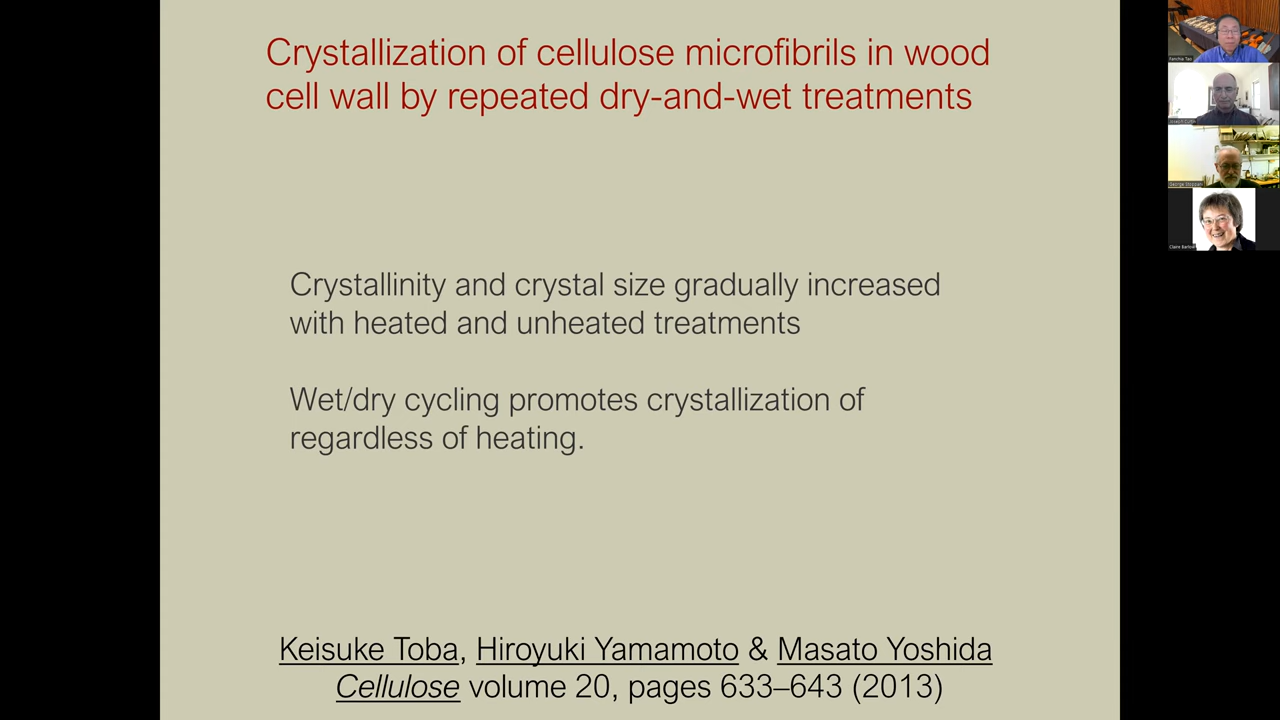 Crystallization of cellulose microfibrils in wood
cell wall by repeated dry-and-wet treatments
Crystallinity and crystal size gradually increased
with heated and unheated treatments
Wet/dry cycling promotes crystallization of
regardless of heating.
Keisuke Toba, Hiroyuki Yamamoto & Masato Yoshida
Cellulose volume 20, pages 633–643 (2013)